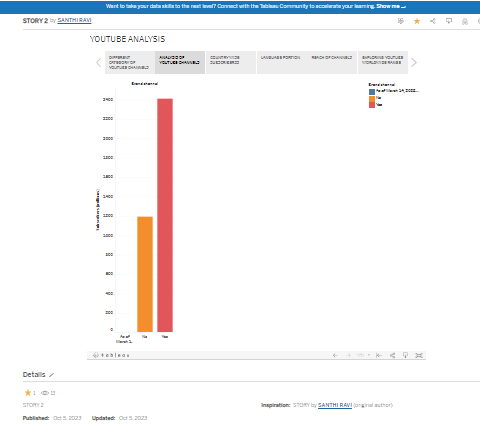 Want to take your data skills to the next level? Connect with the Tableau Community to accelerate your learning. Show me
STORY 2 by SANTHI RAVI
YOUTUBE ANALYSIS
DIFFERENT CATEGORY OF YOUTUBE CHANNELS
ANALYSIS OF YOUTUBE CHANNELS
COUNTRYWISE SUBSCRIBERS
LANGUAGE PORTION
REACH OF CHANNELS
EXPLORING YOUTUBE WORLDWIDE RANGE
Brand channel
Brand channel
As of March 14, 2023...
No
Yes
2400
2200
2000
1800
1600
1400
1200
1000
800
600
400
200
0
Subscribers (millions)
As of March 1..
No
Yes
+ a b | e a u
Details
1
13
STORY 2
Inspiration: STORY by SANTHI RAVI (original author)
Published: Oct 5, 2023
Updated: Oct 5, 2023